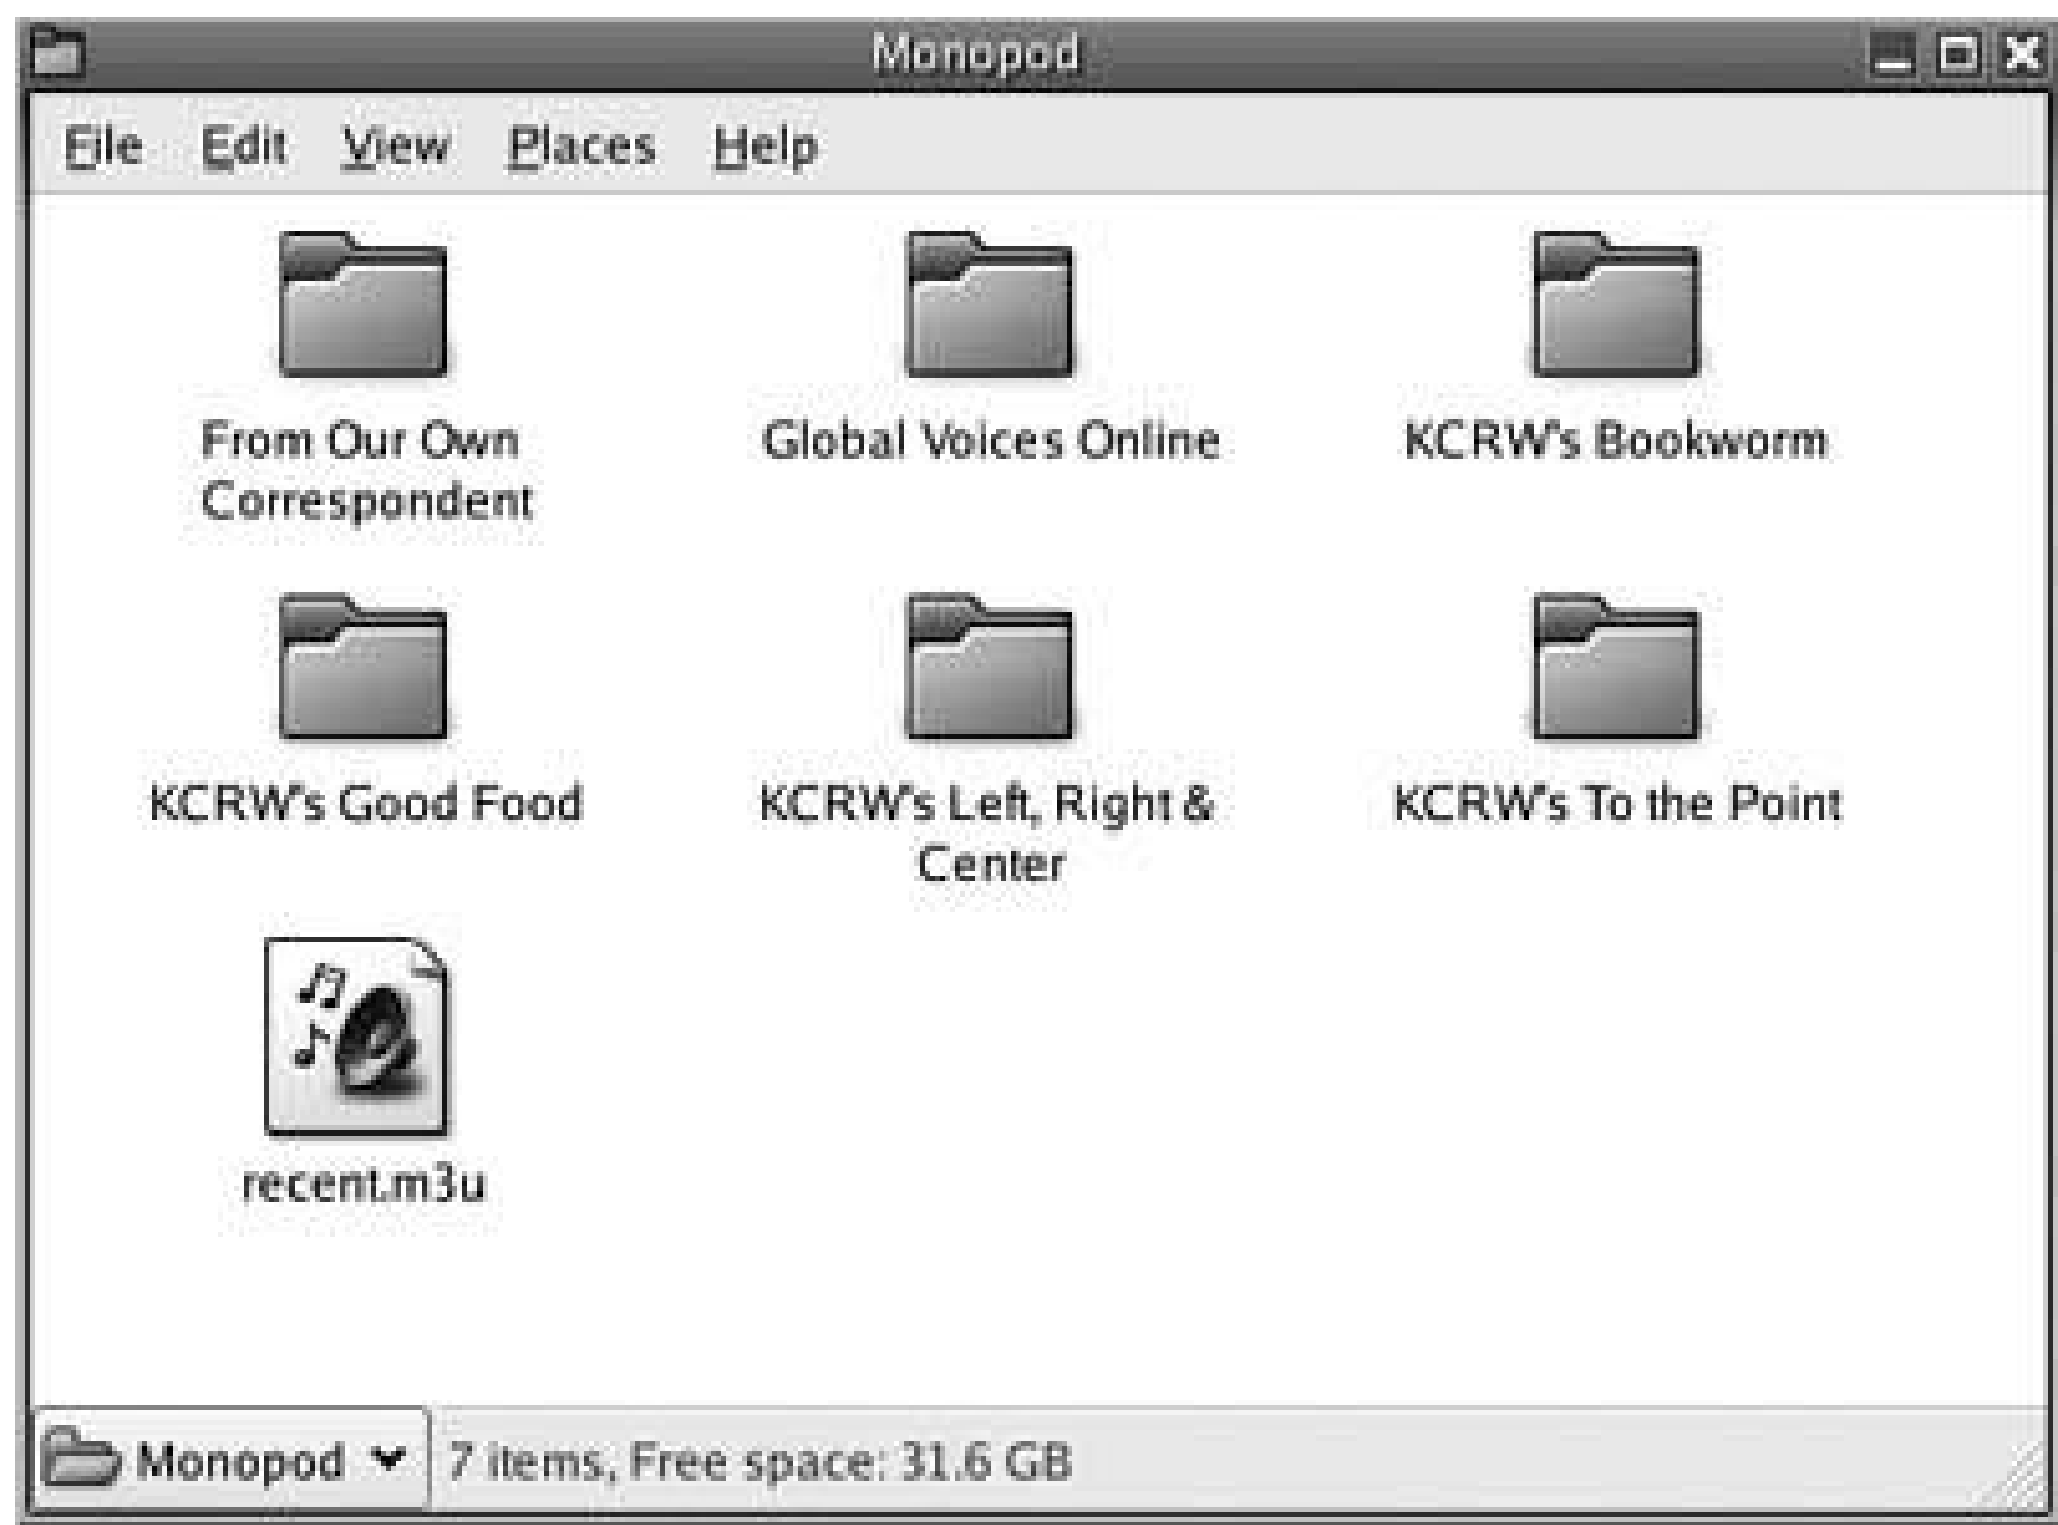 Monopod
File Edit View Places Help
From Our Own
Correspondent
Global Voices Online
KCRW's Bookworm
KCRW's Good Food
KCRW's Left, Right &
Center
KCRW's To the Point
recent.m3u
Monopod
7 items, Free space: 31.6 GB